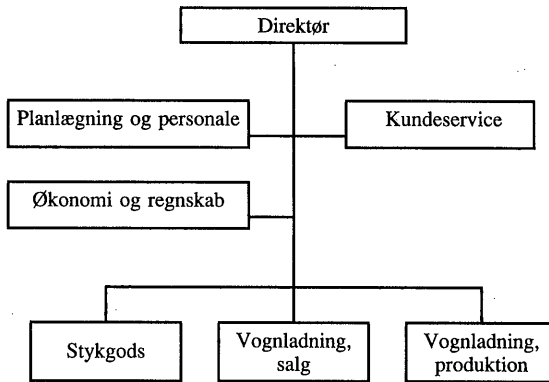 Direktør
Planlægning og personale
Kundeservice
Økonomi og regnskab
Stykgods
Vognladning,
salg
Vognladning,
produktion